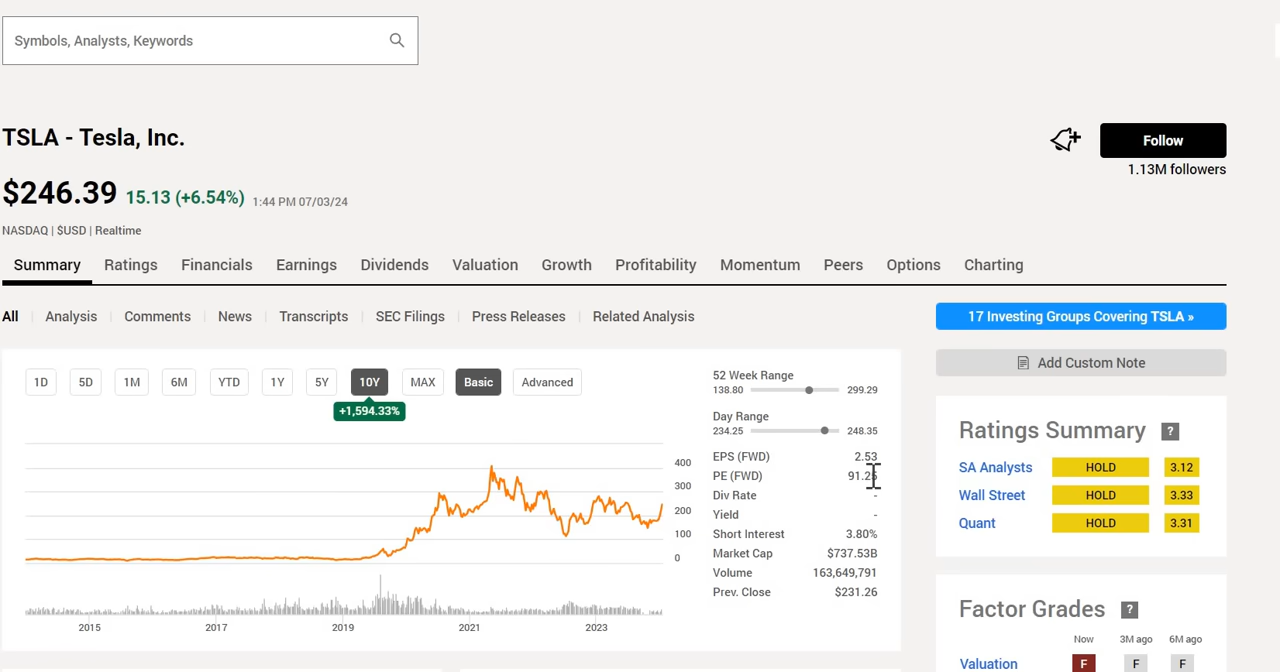 Symbols, Analysts, Keywords
TSLA - Tesla, Inc.
Follow
1.13M followers
$246.39 15.13 (+6.54%) 1:44 PM 07/03/24
NASDAQ | $USD | Realtime
Summary Ratings Financials Earnings Dividends Valuation Growth Profitability Momentum Peers Options Charting
All Analysis Comments News Transcripts SEC Filings Press Releases Related Analysis
17 Investing Groups Covering TSLA »
Add Custom Note
1D 5D 1M 6M YTD 1Y 5Y 10Y MAX Basic Advanced
+1,594.33%
400
300
200
100
0
2015 2017 2019 2021 2023
52 Week Range
138.80 299.29
Day Range
234.25 248.35
EPS (FWD) 2.53
PE (FWD)
Div Rate -
Yield -
Short Interest 3.80%
Market Cap $737.53B
Volume 163,649,791
Prev. Close $231.26
Ratings Summary ?
SA Analysts HOLD 3.12
Wall Street HOLD 3.33
Quant HOLD 3.31
Factor Grades ?
Now 3M ago 6M ago
Valuation F F F